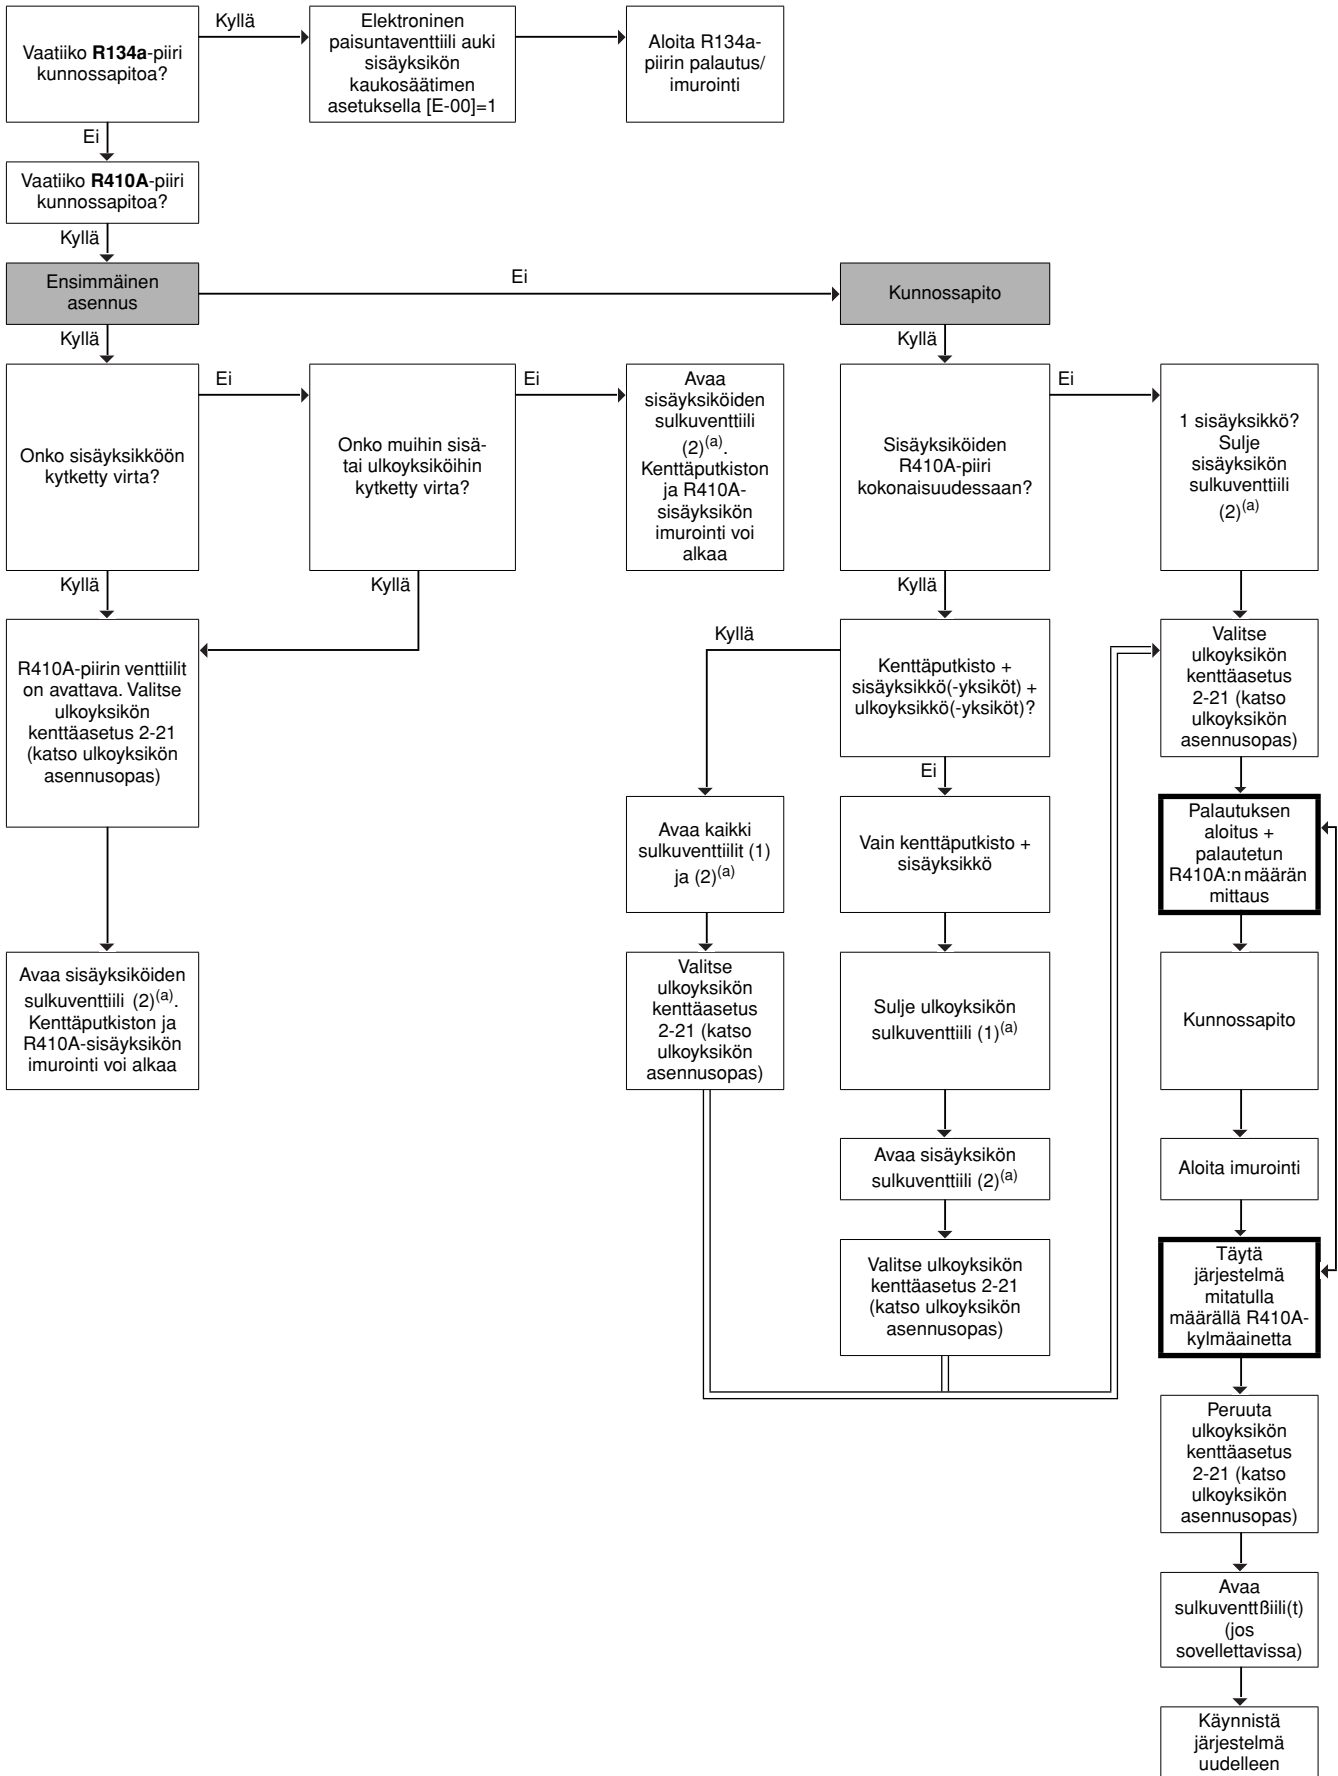 Vaatiiko R134a-piiri
kunnossapitoa?
Kyllä
Elektroninen
paisuntaventtiili auki
sisäyksikön
kaukosäätimen
asetuksella [E-00]=1
Aloita R134a-
piirin palautus/
imurointi
Ei
Vaatiiko R410A-piiri
kunnossapitoa?
Kyllä
Ensimmäinen
asennus
Ei
Kunnossapito
Kyllä
Kyllä
Onko sisäyksikköön
kytketty virta?
Ei
Onko muihin sisä-
tai ulkoyksiköihin
kytketty virta?
Ei
Avaa
sisäyksiköiden
sulkuventtiili
(2)(a).
Kenttäputkiston
ja R410A-
sisäyksikön
imurointi voi
alkaa
Sisäyksiköiden
R410A-piiri
kokonaisuudessaan?
Ei
1 sisäyksikkö?
Sulje
sisäyksikön
sulkuventtiili
(2)(a)
Kyllä
Kyllä
Kyllä
R410A-piirin venttiilit
on avattava. Valitse
ulkoyksikön
kenttäasetus 2-21
(katso ulkoyksikön
asennusopas)
Kyllä
Kenttäputkisto +
sisäyksikkö(-yksiköt) +
ulkoyksikkö(-yksiköt)?
Valitse
ulkoyksikön
kenttäasetus
2-21 (katso
ulkoyksikön
asennusopas)
Ei
Avaa kaikki
sulkuventtiilit (1)
ja (2)(a)
Vain kenttäputkisto +
sisäyksikkö
Palautuksen
aloitus +
palautetun
R410A:n määrän
mittaus
Avaa sisäyksiköiden
sulkuventtiili (2)(a).
Kenttäputkiston ja
R410A-sisäyksikön
imurointi voi alkaa
Valitse
ulkoyksikön
kenttäasetus
2-21 (katso
ulkoyksikön
asennusopas)
Sulje ulkoyksikön
sulkuventtiili (1)(a)
Kunnossapito
Avaa sisäyksikön
sulkuventtiili (2)(a)
Aloita imurointi
Valitse ulkoyksikön
kenttäasetus 2-21
(katso ulkoyksikön
asennusopas)
Täytä
järjestelmä
mitatulla
määrällä R410A-
kylmäainetta
Peruuta
ulkoyksikön
kenttäasetus
2-21 (katso
ulkoyksikön
asennusopas)
Avaa
sulkuventtßiili(t)
(jos
sovellettavissa)
Käynnistä
järjestelmä
uudelleen